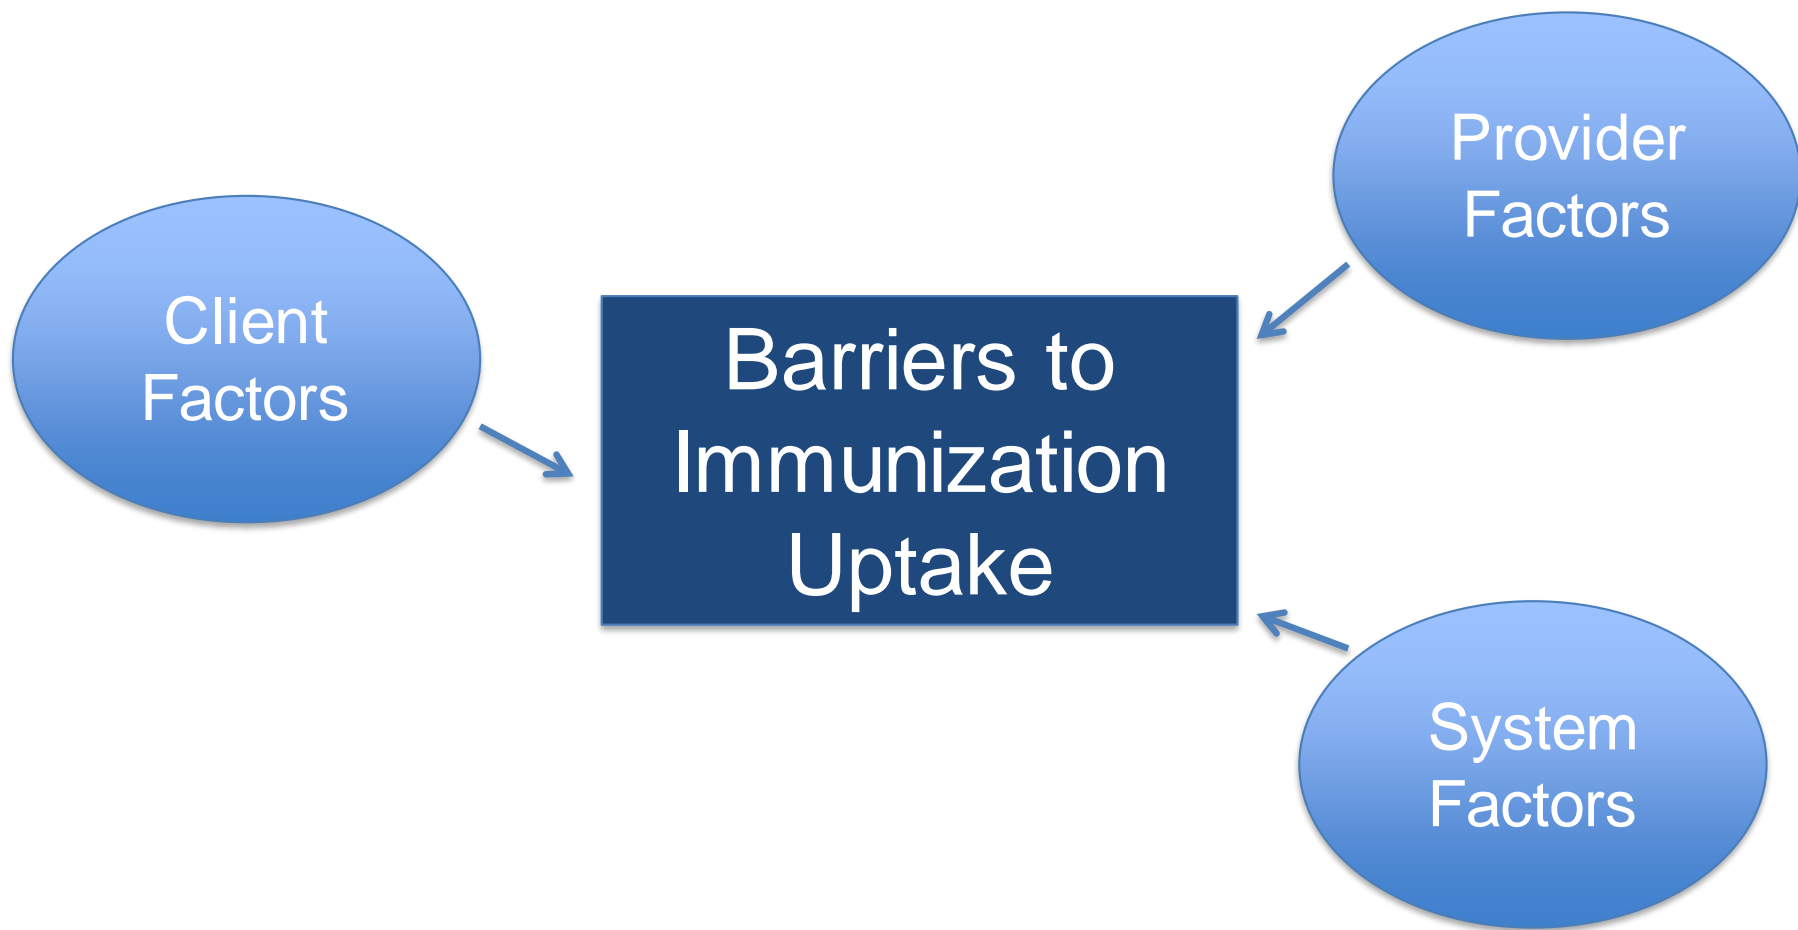 Client
Factors
Barriers to
Immunization
Uptake
Provider
Factors
System
Factors